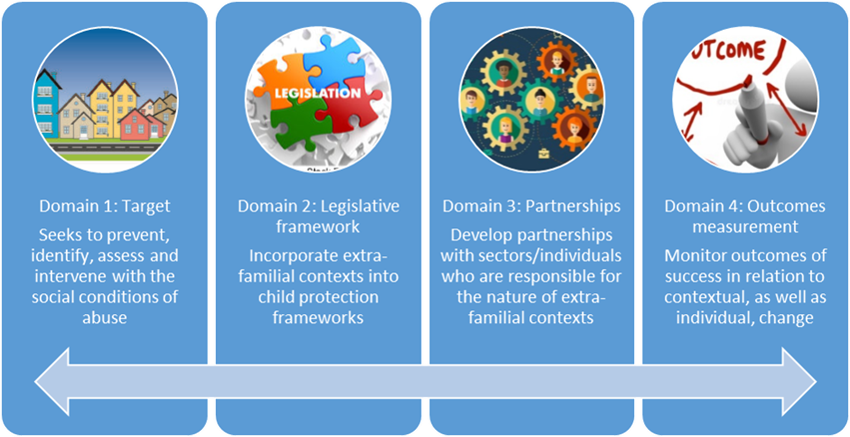 LEGISLATION
OUTCOME
Domain 1: Target
Seeks to prevent,
identify, assess and
intervene with the
social conditions of
abuse
Domain 2: Legislative
framework
Incorporate extra-
familial contexts into
child protection
frameworks
Domain 3: Partnerships
Develop partnerships
with sectors/individuals
who are responsible for
the nature of extra-
familial contexts
Domain 4: Outcomes
measurement
Monitor outcomes of
success in relation to
contextual, as well as
individual, change